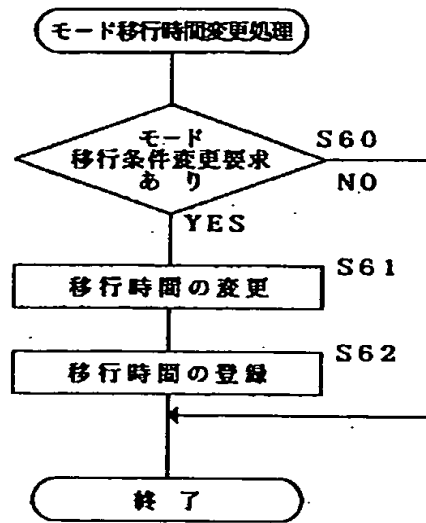 モード移行時間変更処理
モード
移行条件変更要求
あり
S60
NO
YES
S61
移行時間の変更
S62
移行時間の登録
終了